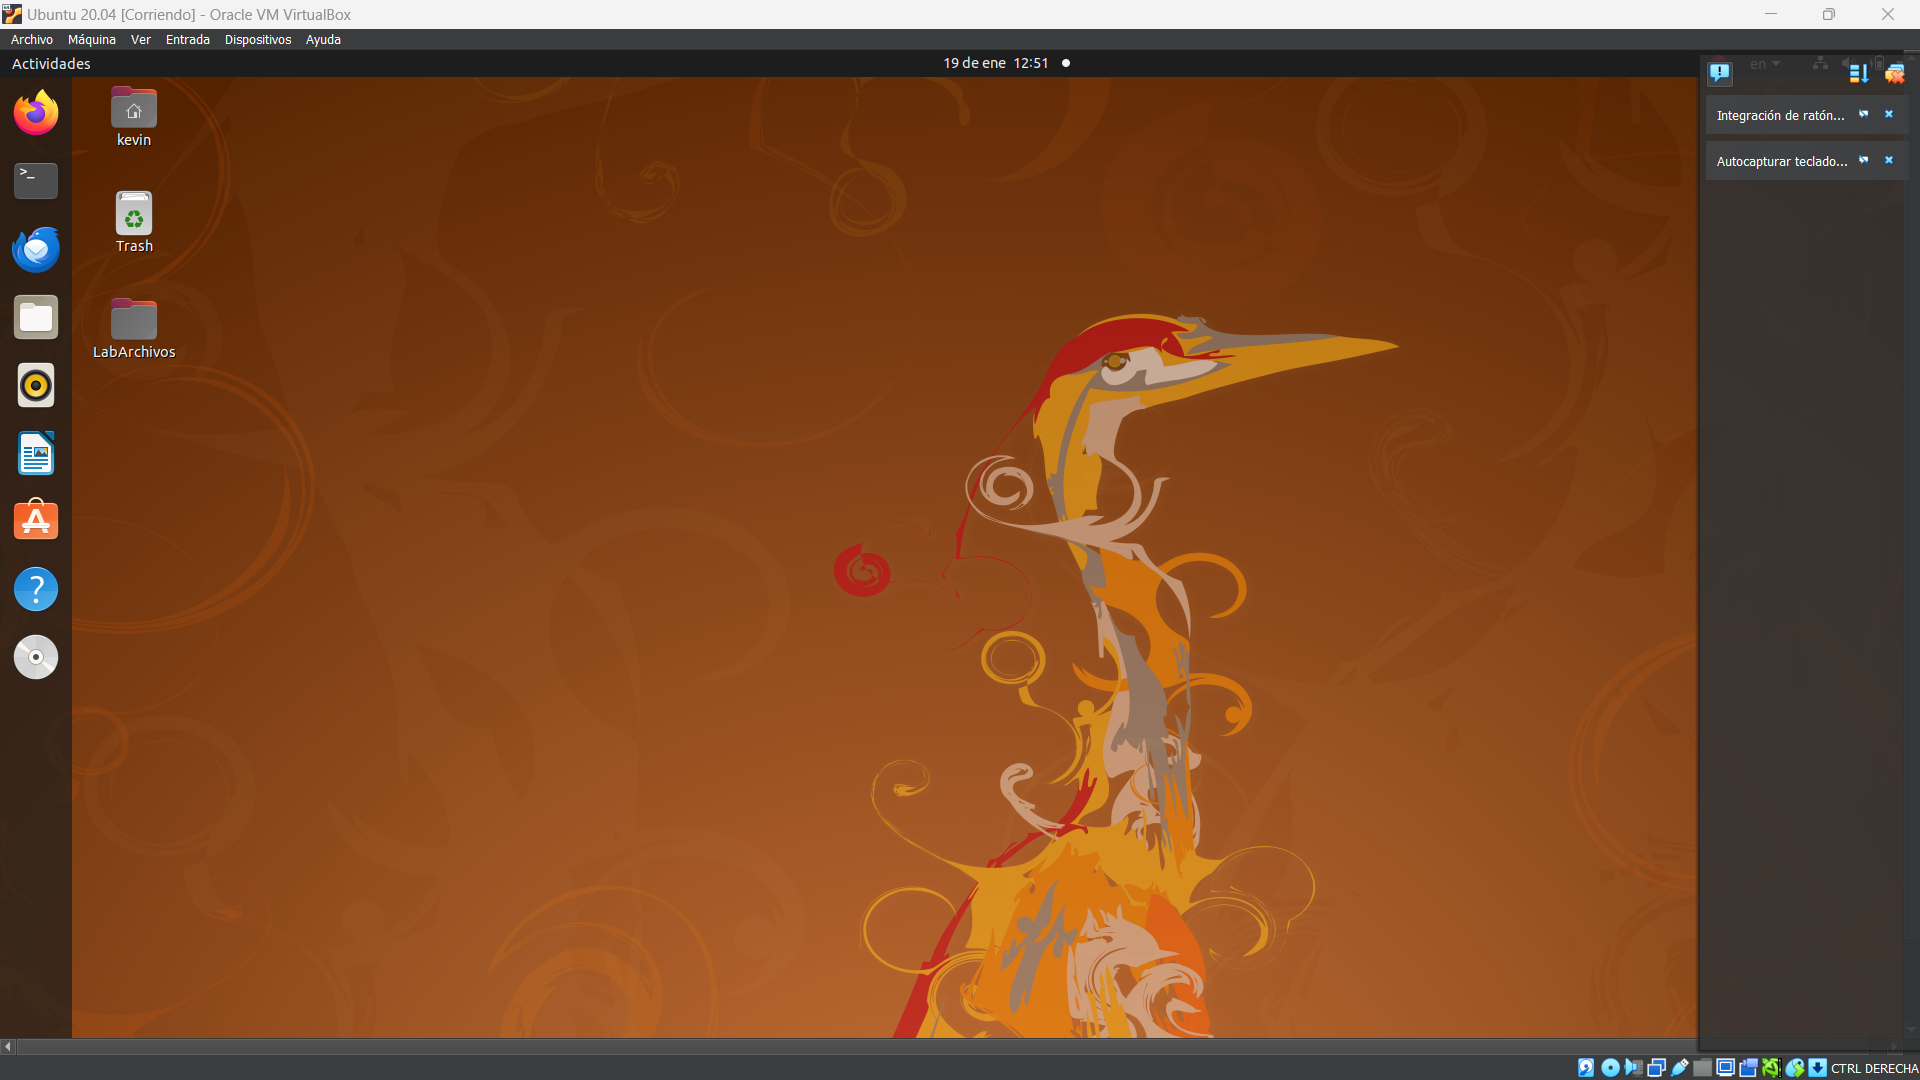 Ubuntu 20.04 [Corriendo] - Oracle VM VirtualBox
Archivo Máquina Ver Entrada Dispositivos Ayuda
Actividades
19 de ene 12:51
en
kevin
Trash
LabArchivos
Integración de ratón...
Autocapturar teclado...
CTRL DERECHA